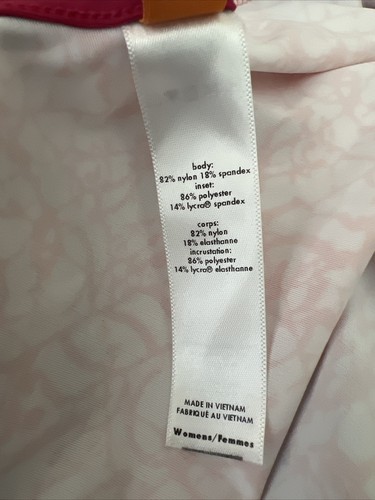 body:
82% nylon 18% spandex
inset:
86% polyester
14% lycra® spandex
corps:
82% nylon
18% elasthanne
incrustation:
86% polyester
14% lycra® elasthanne
MADE IN VIETNAM
FABRIQUÉ AU VIETNAM
Womens/Femmes